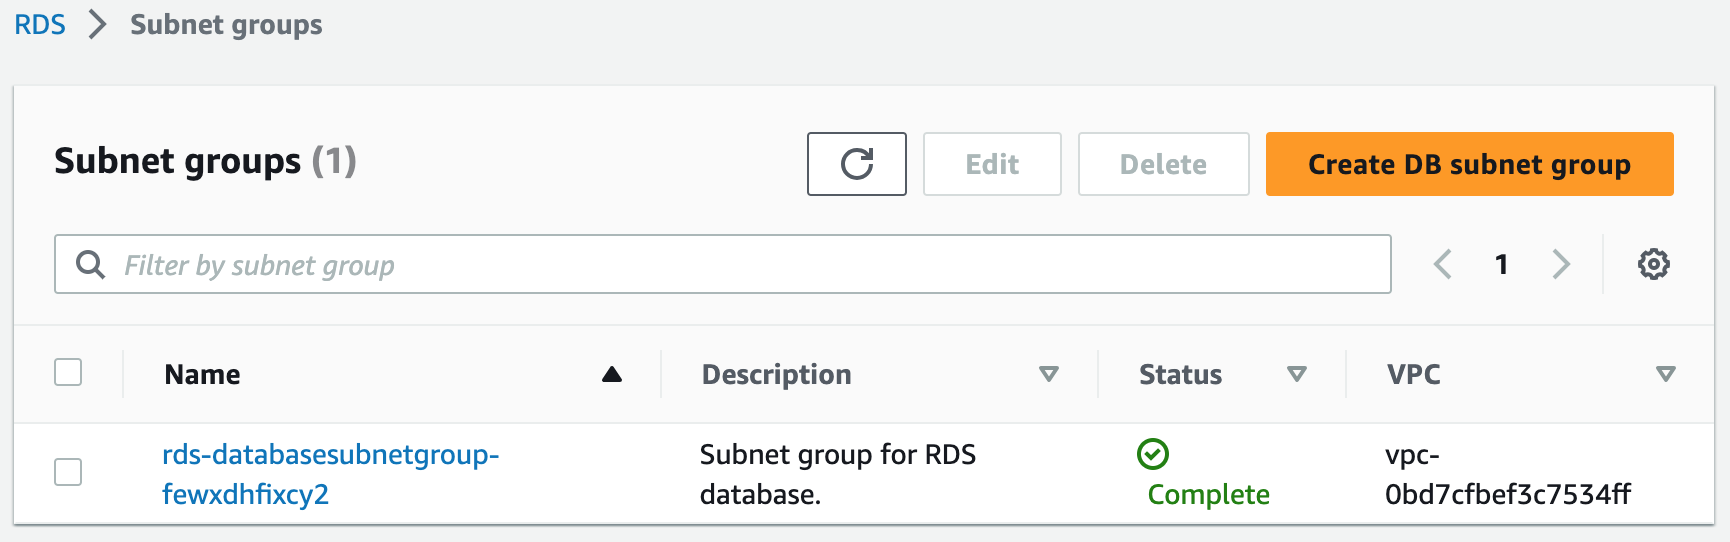 RDS > Subnet groups
Subnet groups (1)
Edit
Delete
Create DB subnet group
Filter by subnet group
1
Name
Description
Status
VPC
rds-databasesubnetgroup-
fewxdhfixcy2
Subnet group for RDS
database.
Complete
vpc-
0bd7cfbef3c7534ff